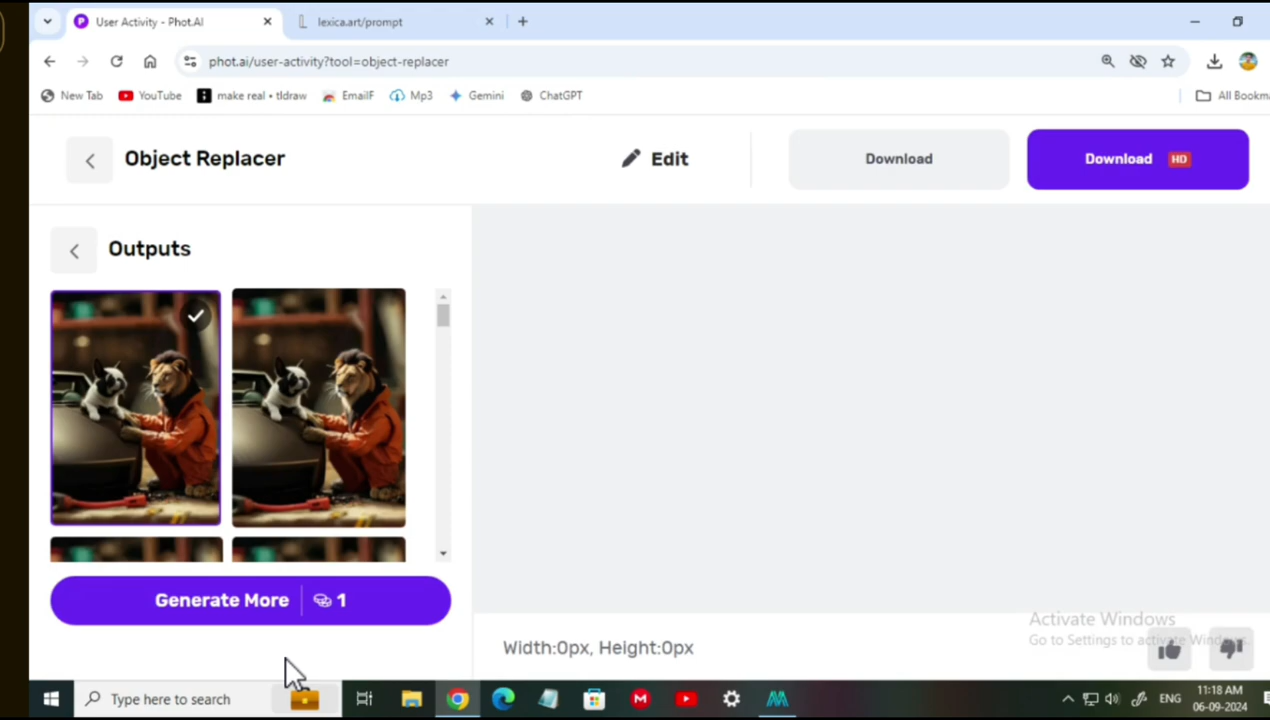 User Activity - Phot.AI
lexica.art/prompt
phot.ai/user-activity?tool=object-replacer
New Tab
YouTube
make real • tldraw
EmailF
Mp3
Gemini
ChatGPT
All Bookma
Object Replacer
Edit
Download
Download HD
Outputs
Generate More 1
Width:0px, Height:0px
Activate Windows
Go to Settings to activate Windows.
Type here to search
ENG
11:18 AM
06-09-2024